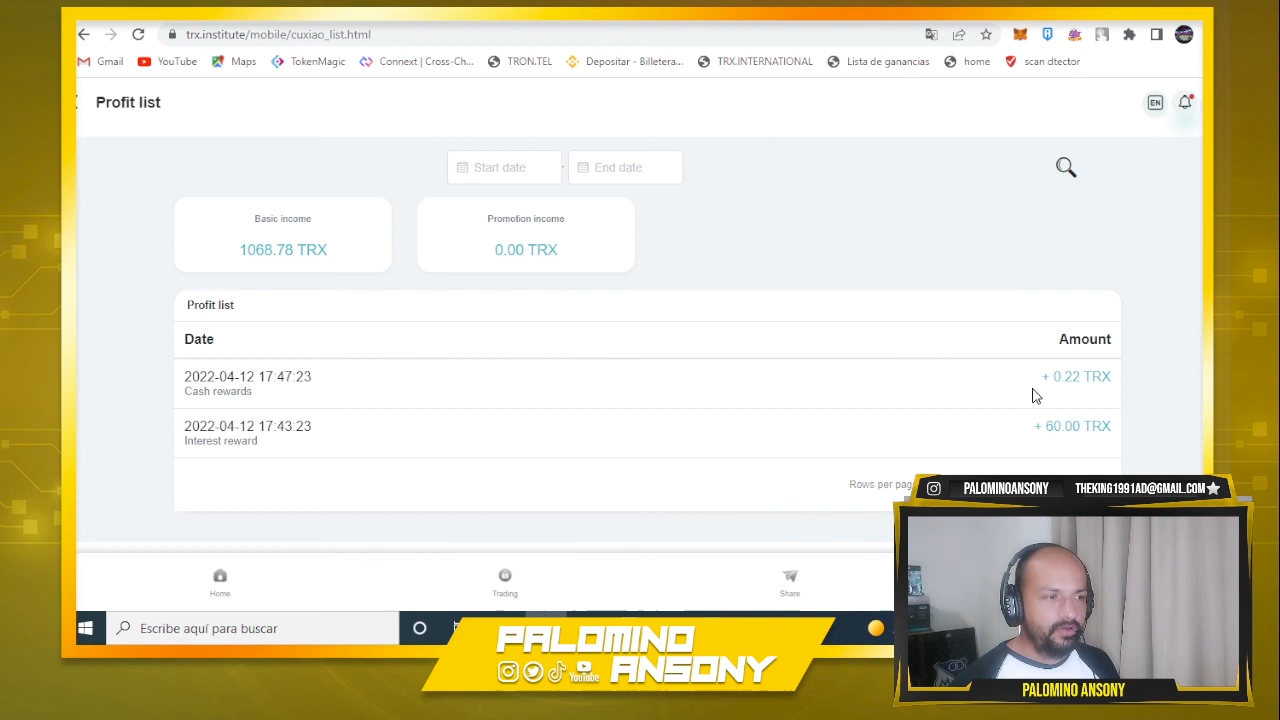 trx.institute/mobile/cuxiao_list.html
Gmail YouTube Maps TokenMagic Connext | Cross-Ch... TRON.TEL Depositar - Billetera... TRX.INTERNATIONAL Lista de ganancias home scan dtector
Profit list
EN
Start date - End date
Basic income
1068.78 TRX
Promotion income
0.00 TRX
Profit list
Date Amount
2022-04-12 17:47:23 + 0.22 TRX
Cash rewards
2022-04-12 17:43:23 + 60.00 TRX
Interest reward
Rows per pag
Home Trading Share
Escribe aquí para buscar
PALOMINOANSONY THEKING1991AD@GMAIL.COM
PALOMINO
YouTube ANSONY
PALOMINO ANSONY